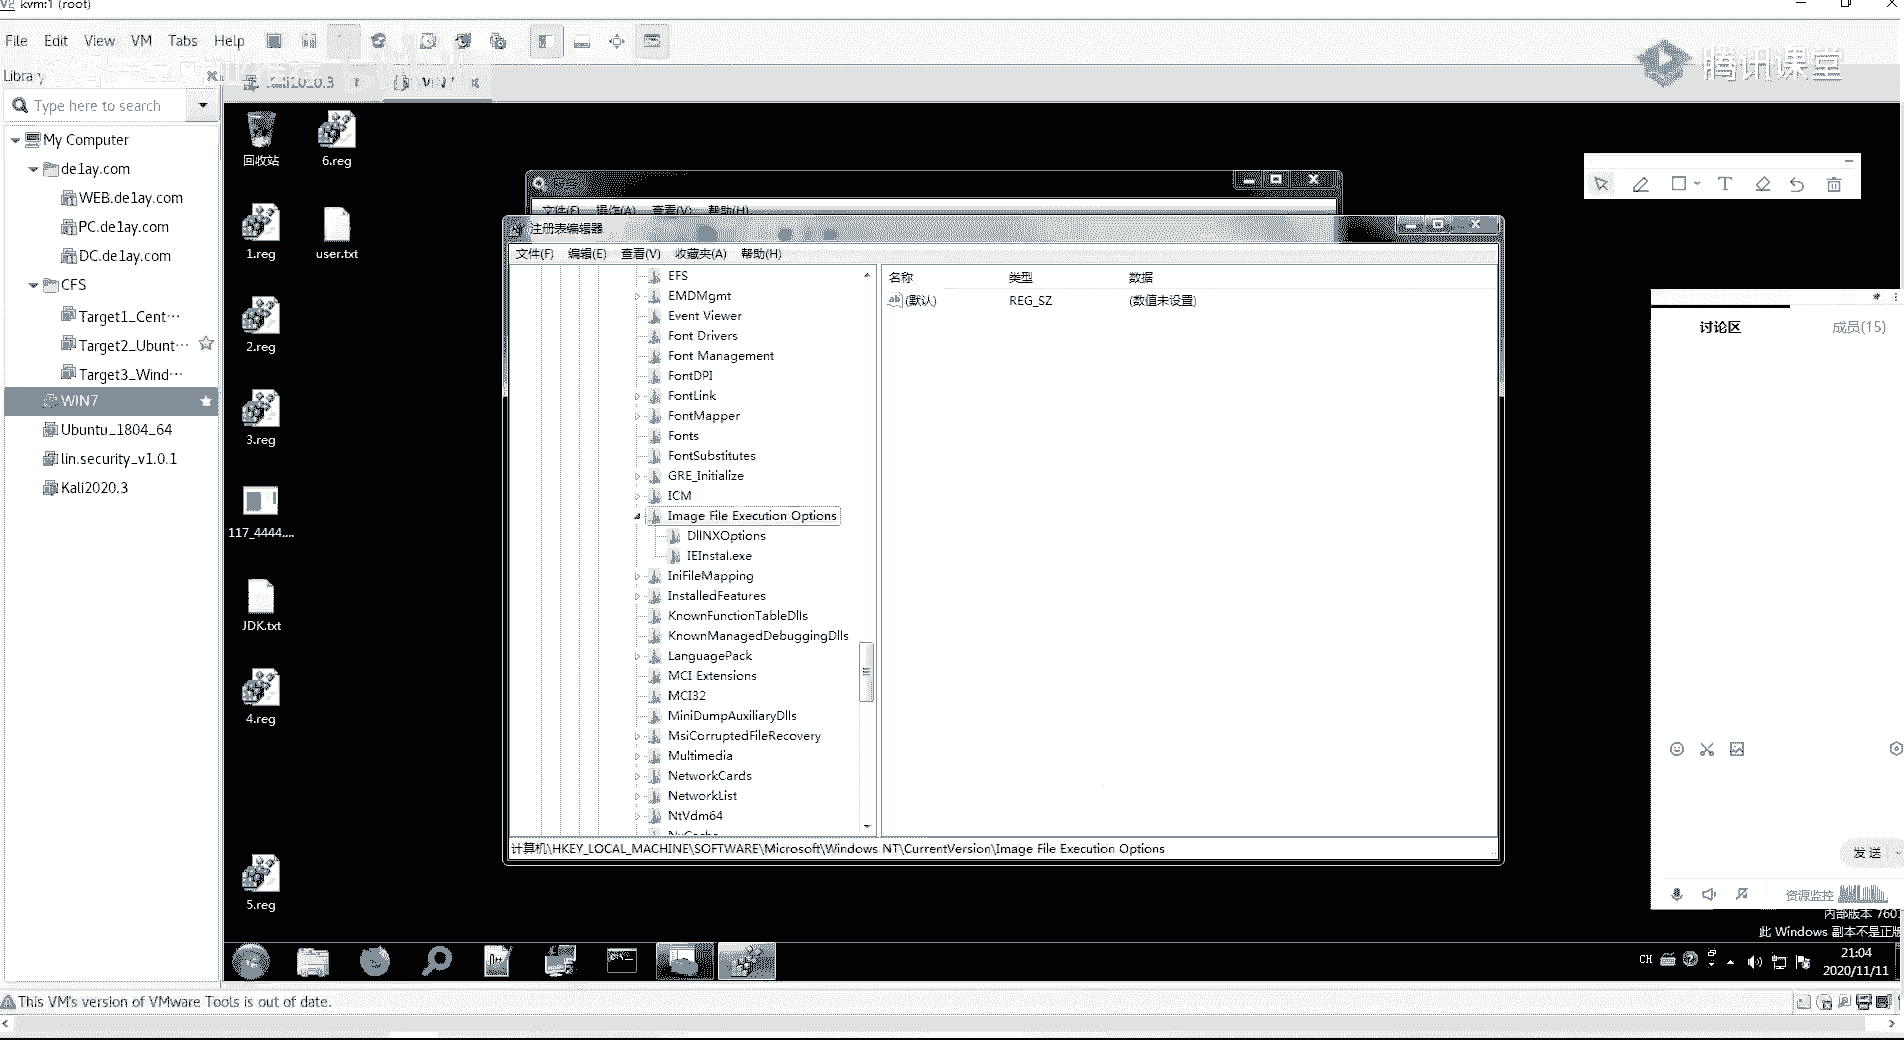 kvm:1 (root)
File Edit View VM Tabs Help
腾讯课堂
Library
Type here to search
My Computer
de1ay.com
WEB.de1ay.com
PC.de1ay.com
DC.de1ay.com
CFS
Target1_Cent···
Target2_Ubunt···
Target3_Wind···
WIN7
Ubuntu_1804_64
lin.security_v1.0.1
Kali2020.3
回收站
6.reg
1.reg
user.txt
2.reg
3.reg
117_4444....
JDK.txt
4.reg
5.reg
文件(F) 操作(A) 查看(V) 帮助(H)
注册表编辑器
文件(F) 编辑(E) 查看(V) 收藏夹(A) 帮助(H)
EFS
EMDMgmt
Event Viewer
Font Drivers
Font Management
FontDPI
FontLink
FontMapper
Fonts
FontSubstitutes
GRE_Initialize
ICM
Image File Execution Options
DllNXOptions
IEInstal.exe
IniFileMapping
InstalledFeatures
KnownFunctionTableDlls
KnownManagedDebuggingDlls
LanguagePack
MCI Extensions
MCI32
MiniDumpAuxiliaryDlls
MsiCorruptedFileRecovery
Multimedia
NetworkCards
NetworkList
NtVdm64
名称 类型 数据
(默认) REG_SZ (数值未设置)
计算机\HKEY_LOCAL_MACHINE\SOFTWARE\Microsoft\Windows NT\CurrentVersion\Image File Execution Options
讨论区 成员(15)
发送
资源监控
内部版本 7601
此 Windows 副本不是正版
CH
21:04
2020/11/11
This VM's version of VMware Tools is out of date.